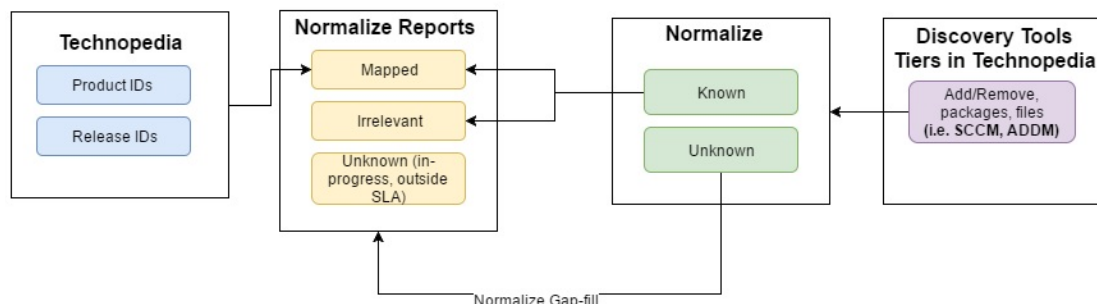 Technopedia
Product IDs
Release IDs
Normalize Reports
Mapped
Irrelevant
Unknown (in-
progress, outside
SLA)
Normalize
Known
Unknown
Discovery Tools
Tiers in Technopedia
Add/Remove,
packages, files
(i.e. SCCM, ADDM)
Normalize Gap-fill